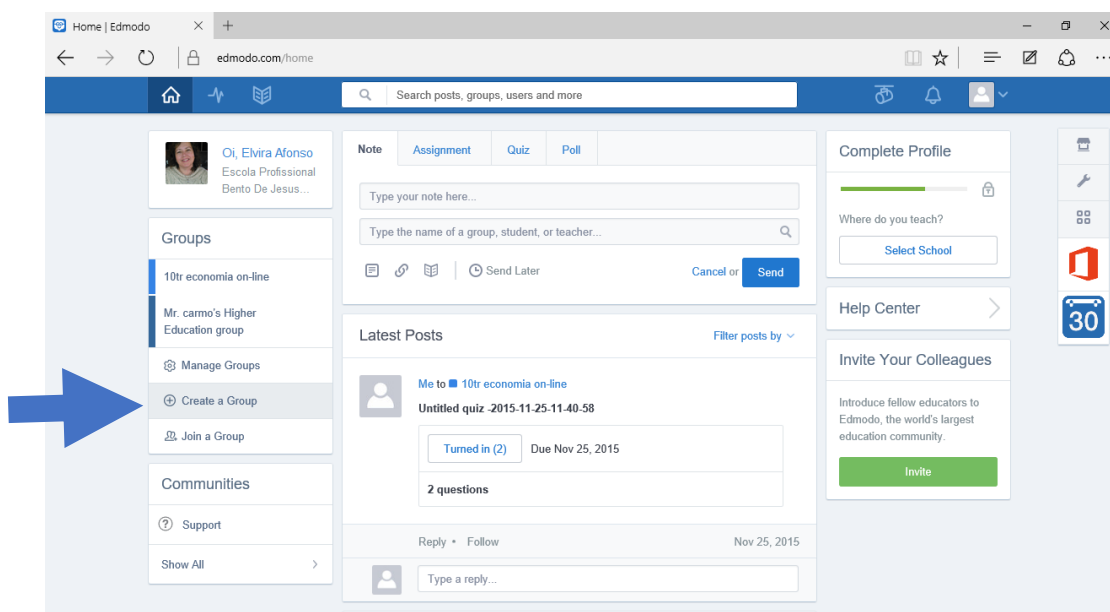 Home | Edmodo
edmodo.com/home
Search posts, groups, users and more
Oi, Elvira Afonso
Escola Profissional
Bento De Jesus...
Groups
10tr economia on-line
Mr. carmo's Higher
Education group
Manage Groups
Create a Group
Join a Group
Communities
Support
Show All
Note Assignment Quiz Poll
Type your note here...
Type the name of a group, student, or teacher...
Send Later
Cancel or Send
Latest Posts
Filter posts by
Me to 10tr economia on-line
Untitled quiz -2015-11-25-11-40-58
Turned in (2) Due Nov 25, 2015
2 questions
Reply • Follow
Nov 25, 2015
Type a reply...
Complete Profile
Where do you teach?
Select School
Help Center
Invite Your Colleagues
Introduce fellow educators to
Edmodo, the world's largest
education community.
Invite
30